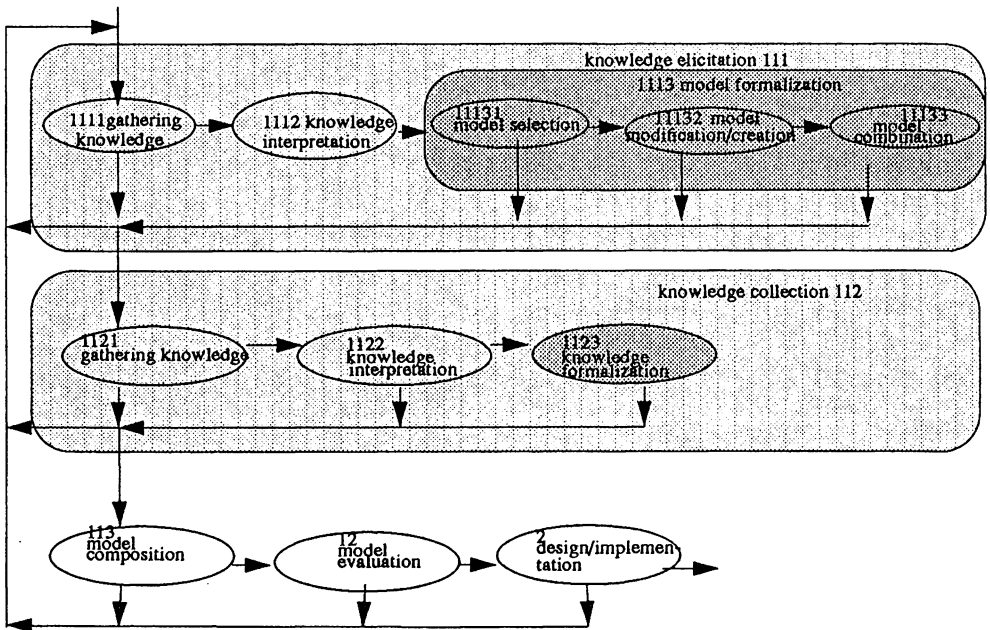 knowledge elicitation 111
1113 model formalization
1111gathering
knowledge
1112 knowledge
interpretation
11131
model selection
11132 model
modification/creation
11133
model
combination
knowledge collection 112
1121
gathering knowledge
1122
knowledge
interpretation
1123
knowledge
formalization
113
model
composition
12
model
evaluation
2
design/implemen-
tation